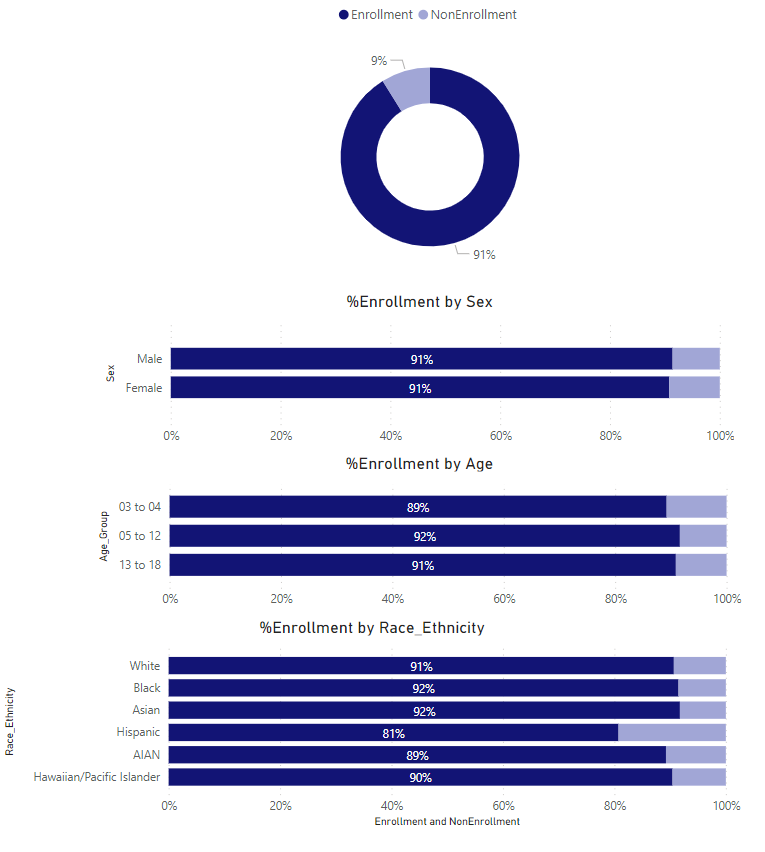 Enrollment NonEnrollment
9%
91%
%Enrollment by Sex
Sex
Male 91%
Female 91%
0% 20% 40% 60% 80% 100%
%Enrollment by Age
Age_Group
03 to 04 89%
05 to 12 92%
13 to 18 91%
0% 20% 40% 60% 80% 100%
%Enrollment by Race_Ethnicity
Race_Ethnicity
White 91%
Black 92%
Asian 92%
Hispanic 81%
AIAN 89%
Hawaiian/Pacific Islander 90%
0% 20% 40% 60% 80% 100%
Enrollment and NonEnrollment